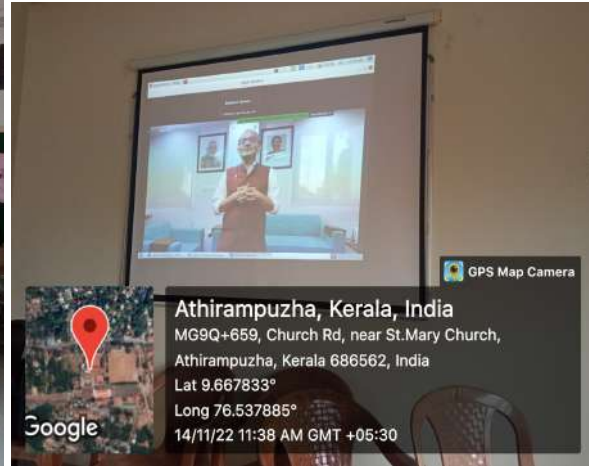 GPS Map Camera
Athirampuzha, Kerala, India
MG9Q+659, Church Rd, near St.Mary Church,
Athirampuzha, Kerala 686562, India
Lat 9.667833°
Long 76.537885°
14/11/22 11:38 AM GMT +05:30
Google